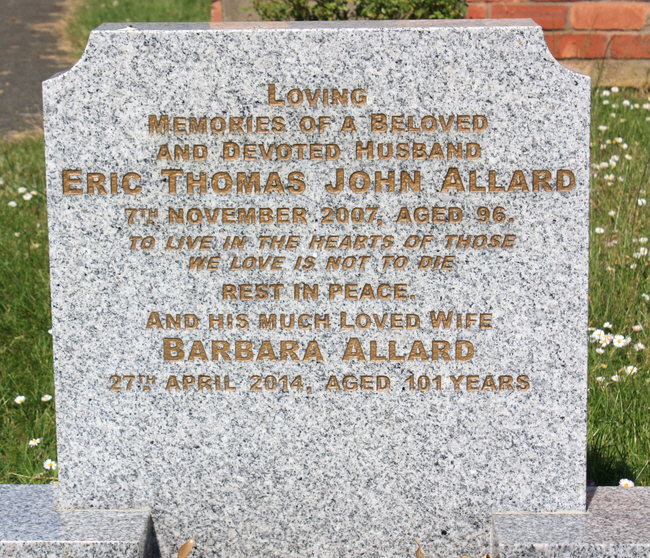 LOVING
MEMORIES OF A BELOVED
AND DEVOTED HUSBAND
ERIC THOMAS JOHN ALLARD
7TH NOVEMBER 2007, AGED 96.
TO LIVE IN THE HEARTS OF THOSE
WE LOVE IS NOT TO DIE
REST IN PEACE.
AND HIS MUCH LOVED WIFE
BARBARA ALLARD
27TH APRIL 2014, AGED 101 YEARS